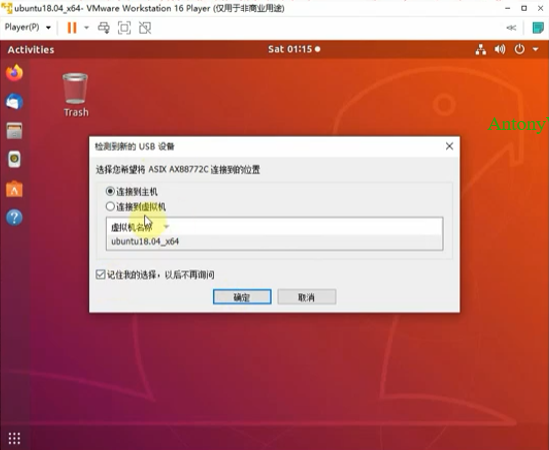 ubuntu18.04_x64- VMware Workstation 16 Player (仅用于非商业用途)
Player(P)
Activities
Sat 01:15
Trash
检测到新的 USB 设备
选择您希望将 ASIX AX88772C 连接到的位置
连接到主机
连接到虚拟机
虚拟机名称
ubuntu18.04_x64
记住我的选择，以后不再询问
确定
取消